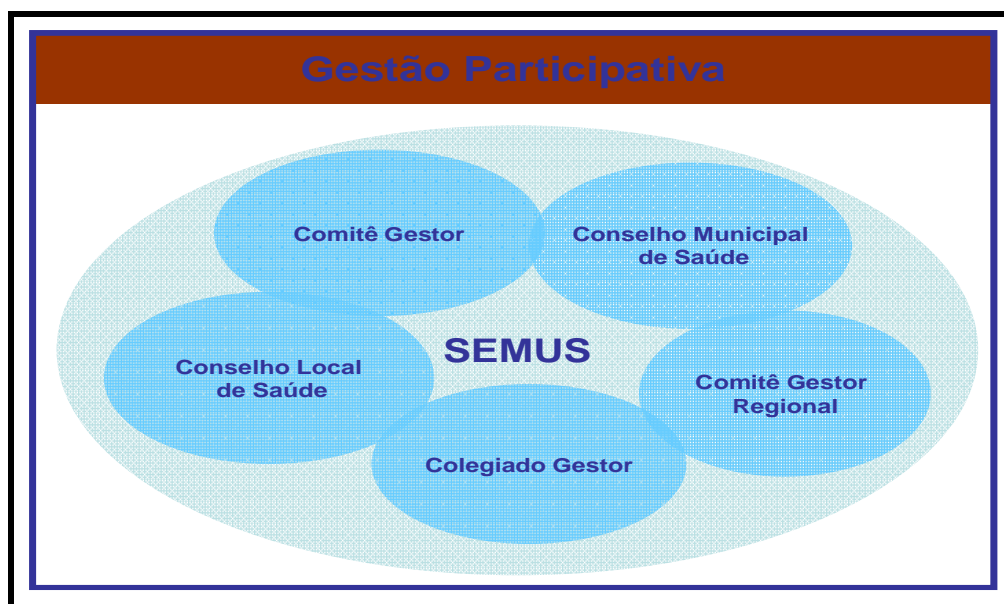 Gestão Participativa
Comitê Gestor
Conselho Municipal
de Saúde
SEMUS
Conselho Local
de Saúde
Comitê Gestor
Regional
Colegiado Gestor